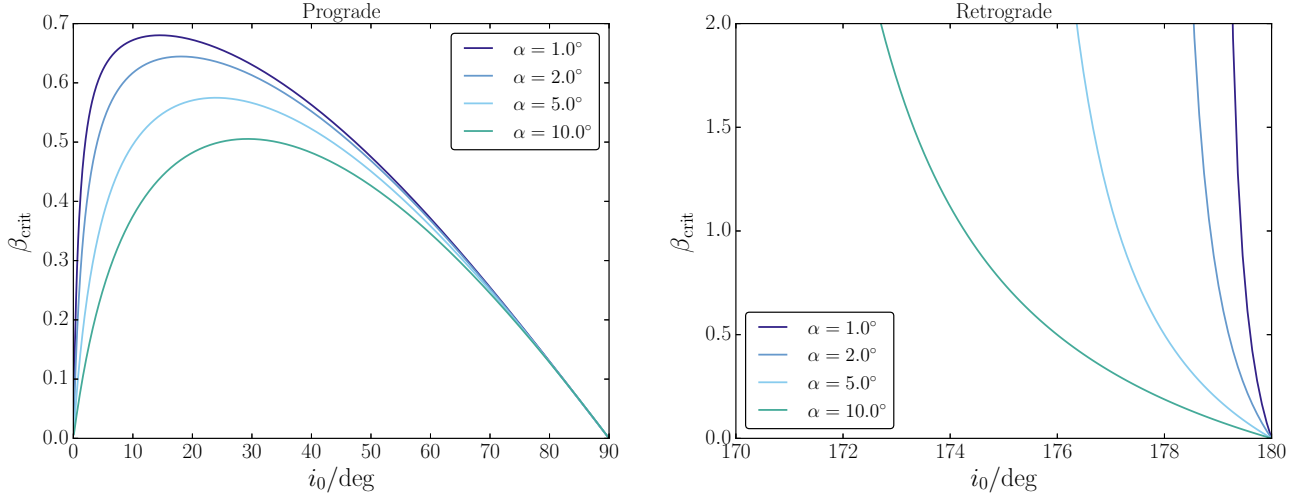 Prograde
0.7
0.6
0.5
0.4
0.3
0.2
0.1
0.0
β_crit
α = 1.0°
α = 2.0°
α = 5.0°
α = 10.0°
0 10 20 30 40 50 60 70 80 90
i₀/deg
Retrograde
2.0
1.5
1.0
0.5
0.0
β_crit
α = 1.0°
α = 2.0°
α = 5.0°
α = 10.0°
170 172 174 176 178 180
i₀/deg